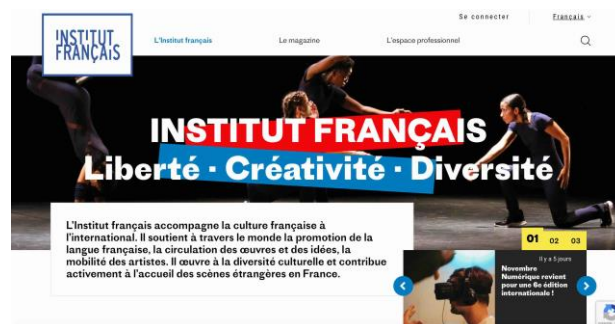 Se connecter
Français
INSTITUT
FRANÇAIS
L'Institut français
Le magazine
L'espace professionnel
INSTITUT FRANÇAIS
Liberté · Créativité · Diversité
L'Institut français accompagne la culture française à
l'international. Il soutient à travers le monde la promotion de la
langue française, la circulation des œuvres et des idées, la
mobilité des artistes. Il œuvre à la diversité culturelle et contribue
activement à l'accueil des scènes étrangères en France.
01 02 03
Il y a 5 jours
Novembre
Numérique revient
pour une 6e édition
internationale !